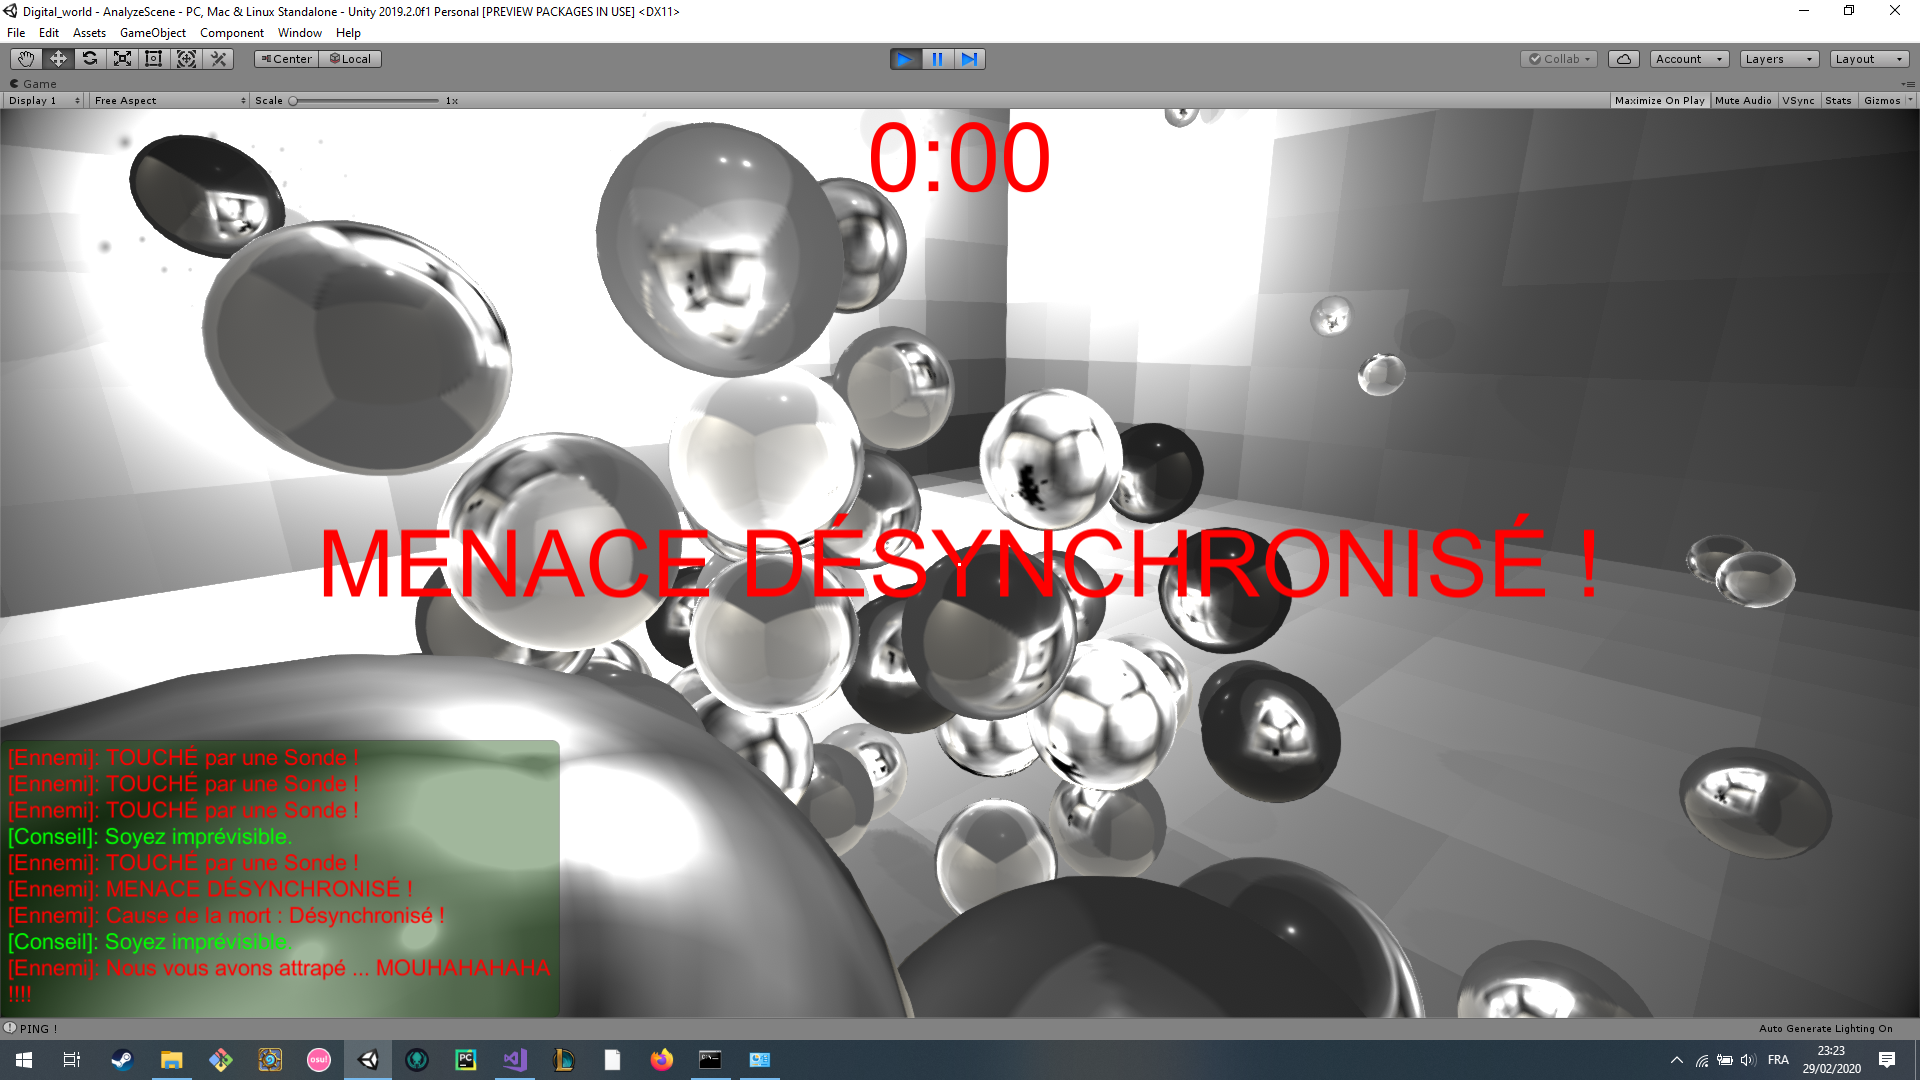 Digital_world - AnalyzeScene - PC, Mac & Linux Standalone - Unity 2019.2.0f1 Personal [PREVIEW PACKAGES IN USE] <DX11>
File Edit Assets GameObject Component Window Help
Center Local Collab Account Layers Layout
Game
Display 1 Free Aspect Scale 1x Maximize On Play Mute Audio VSync Stats Gizmos
0:00
MENACE DÉSYNCHRONISÉ !
[Ennemi]: TOUCHÉ par une Sonde !
[Ennemi]: TOUCHÉ par une Sonde !
[Ennemi]: TOUCHÉ par une Sonde !
[Conseil]: Soyez imprévisible.
[Ennemi]: TOUCHÉ par une Sonde !
[Ennemi]: MENACE DÉSYNCHRONISÉ !
[Ennemi]: Cause de la mort : Désynchronisé !
[Conseil]: Soyez imprévisible.
[Ennemi]: Nous vous avons attrapé ... MOUHAHAHAHA
!!!!
PING !
Auto Generate Lighting On
osu!
PC
FRA
23:23
29/02/2020